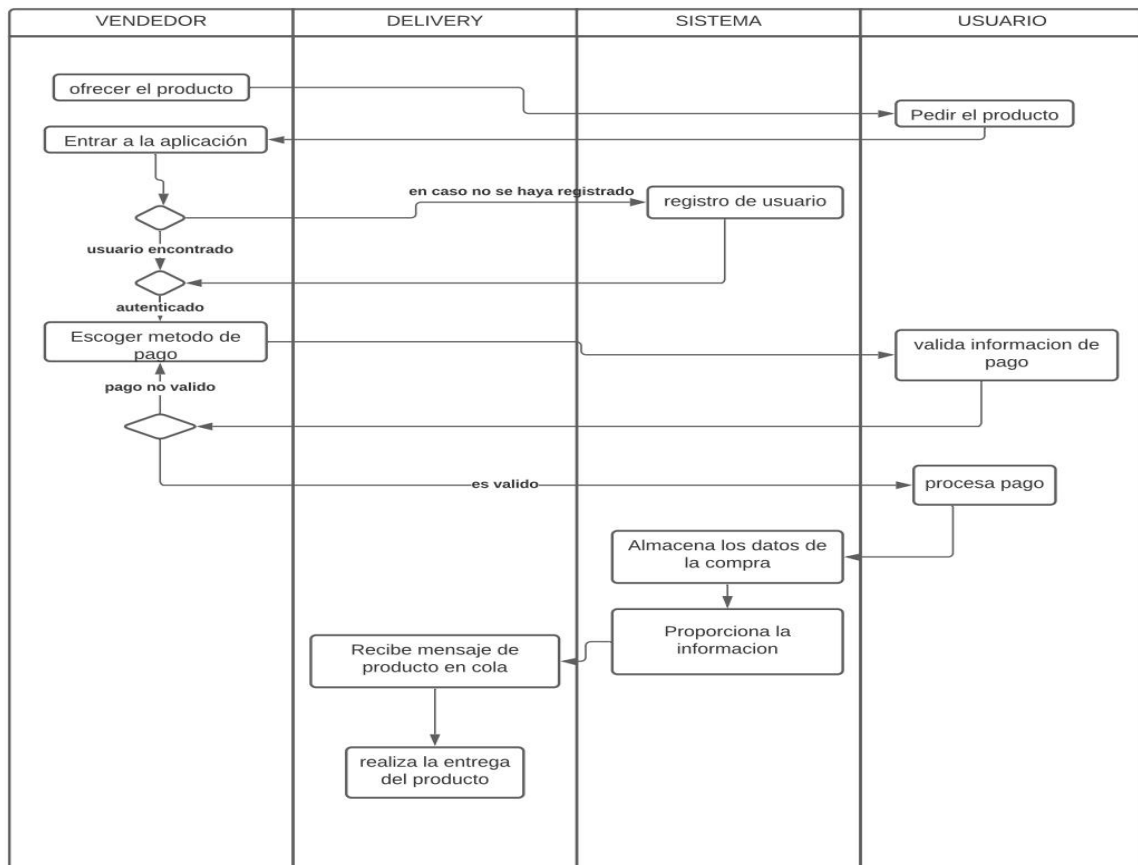 VENDEDOR
DELIVERY
SISTEMA
USUARIO
ofrecer el producto
Pedir el producto
Entrar a la aplicación
en caso no se haya registrado
registro de usuario
usuario encontrado
autenticado
Escoger metodo de
pago
valida informacion de
pago
pago no valido
es valido
procesa pago
Almacena los datos de
la compra
Proporciona la
informacion
Recibe mensaje de
producto en cola
realiza la entrega
del producto